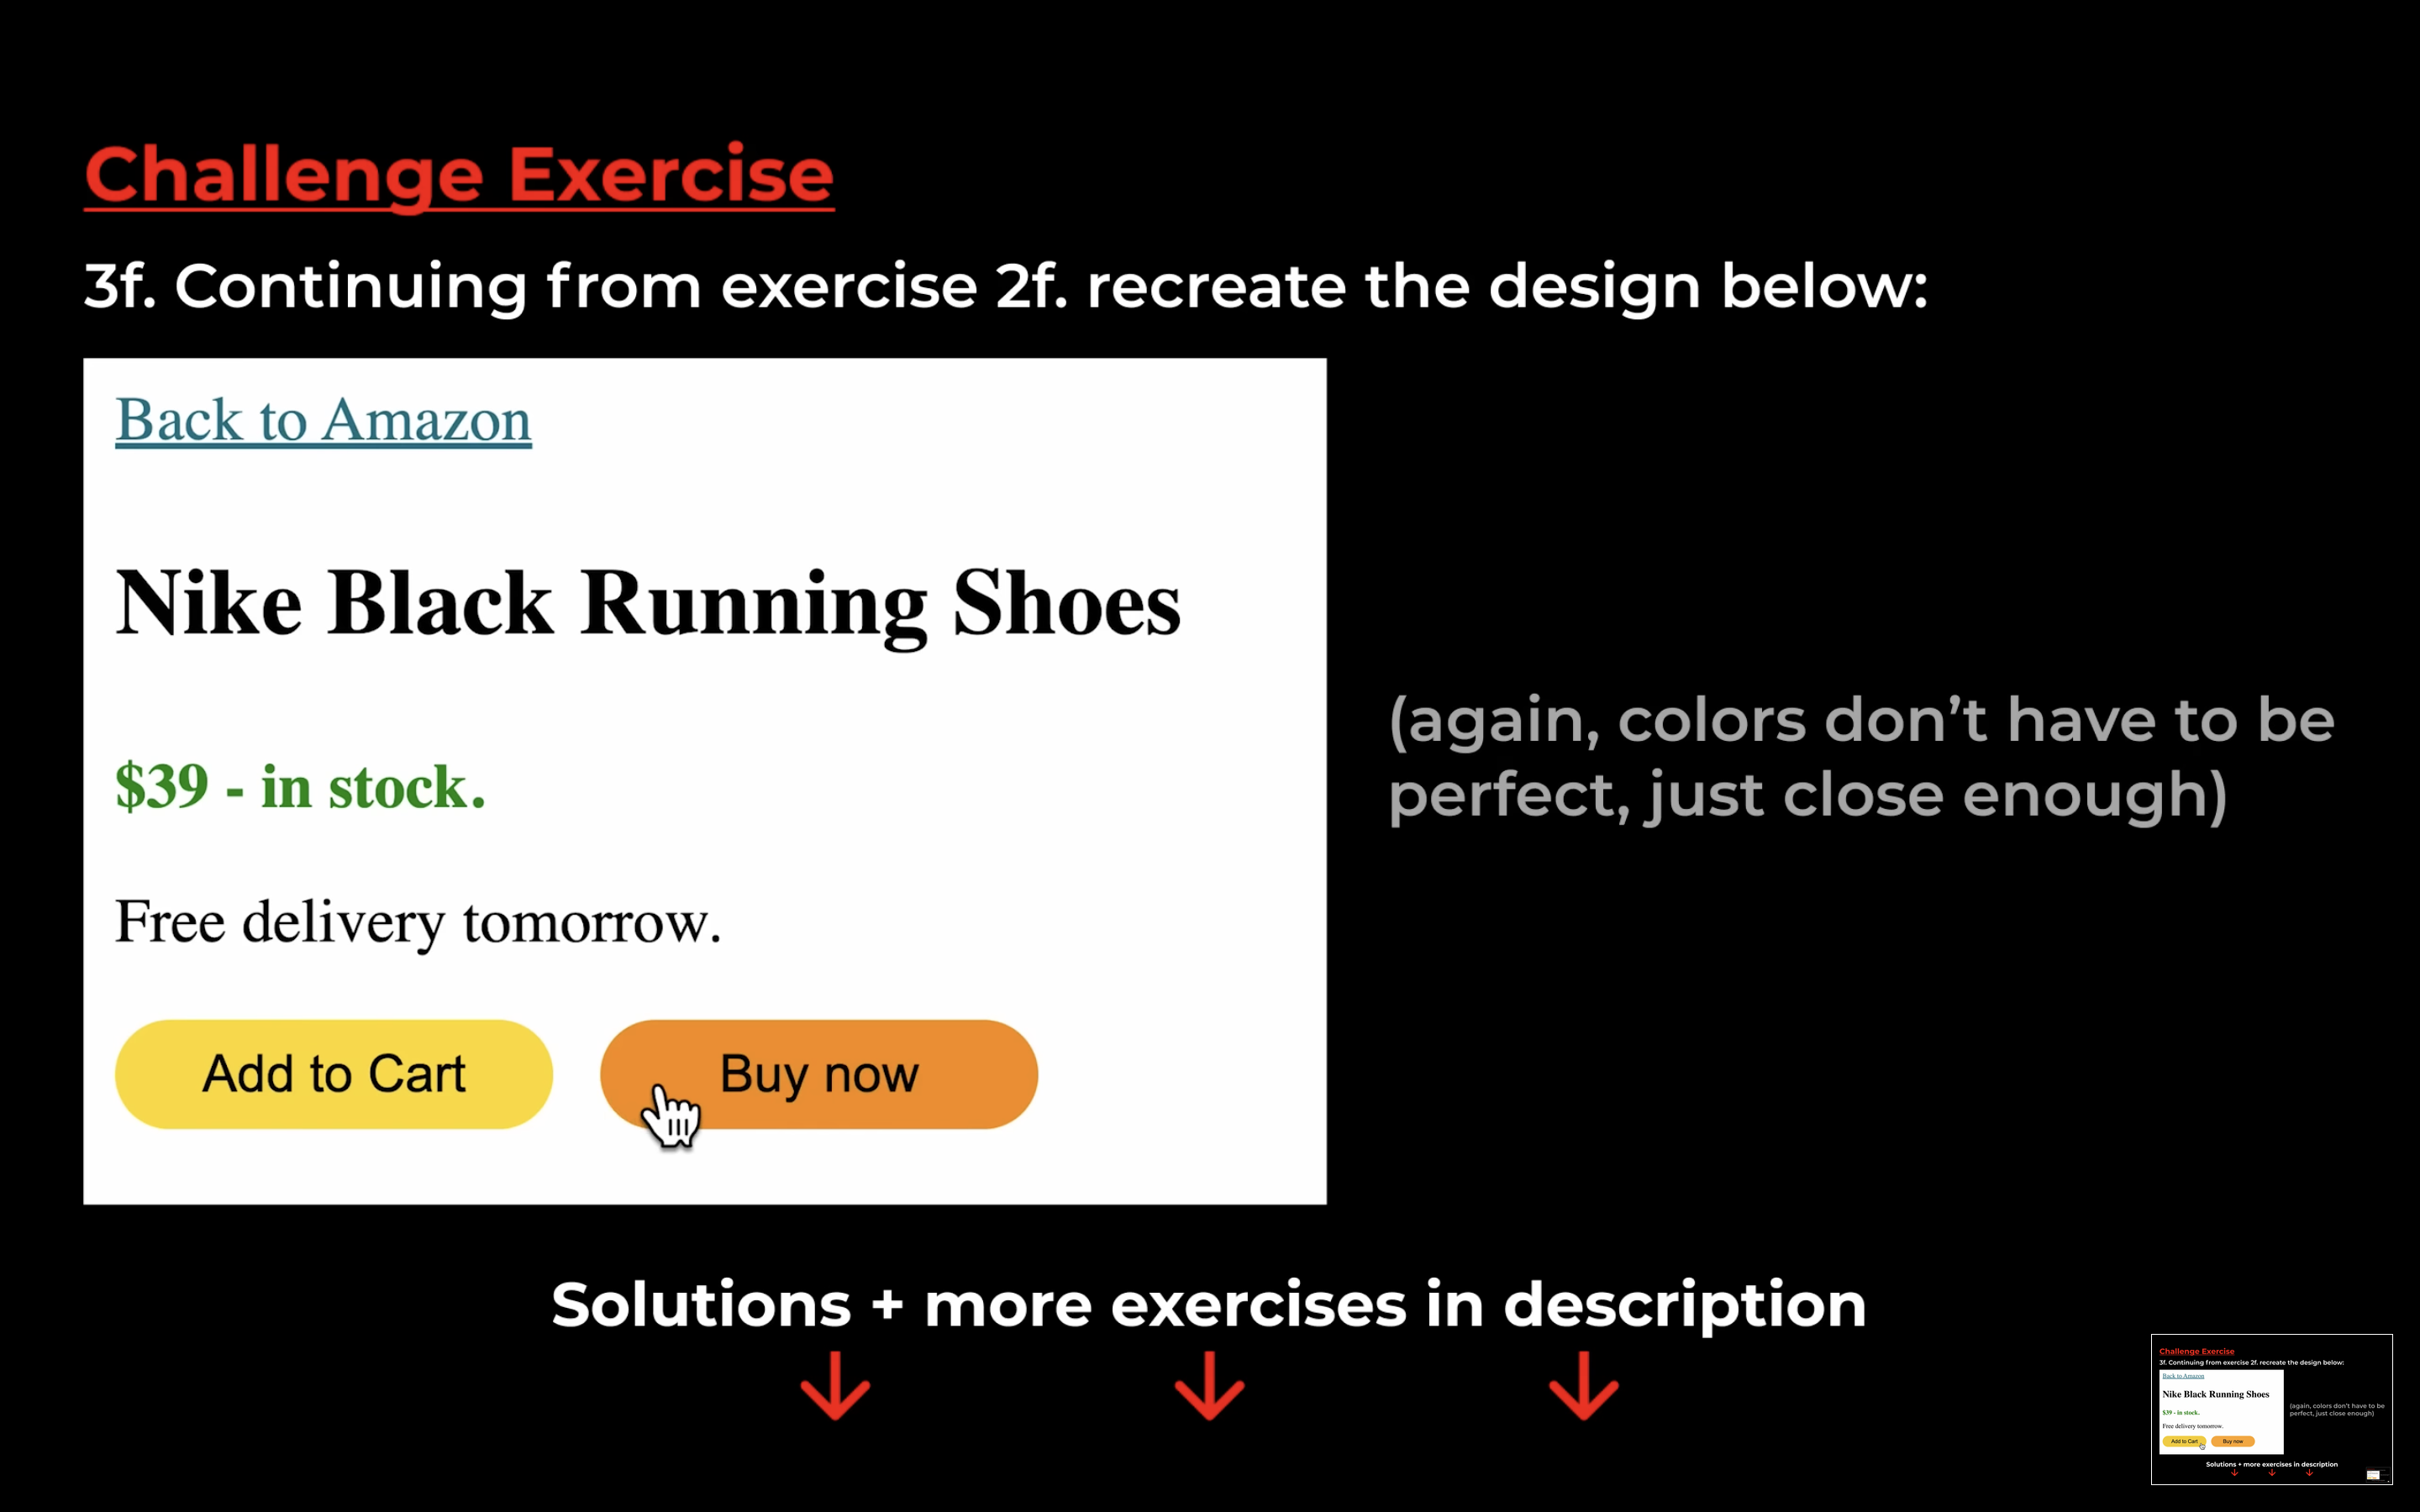 Challenge Exercise
3f. Continuing from exercise 2f. recreate the design below:
Back to Amazon
Nike Black Running Shoes
$39 - in stock.
Free delivery tomorrow.
Add to Cart
Buy now
(again, colors don't have to be
perfect, just close enough)
Solutions + more exercises in description
Challenge Exercise
3f. Continuing from exercise 2f. recreate the design below:
Back to Amazon
Nike Black Running Shoes
$39 - in stock.
Free delivery tomorrow.
Add to Cart
Buy now
(again, colors don't have to be
perfect, just close enough)
Solutions + more exercises in description